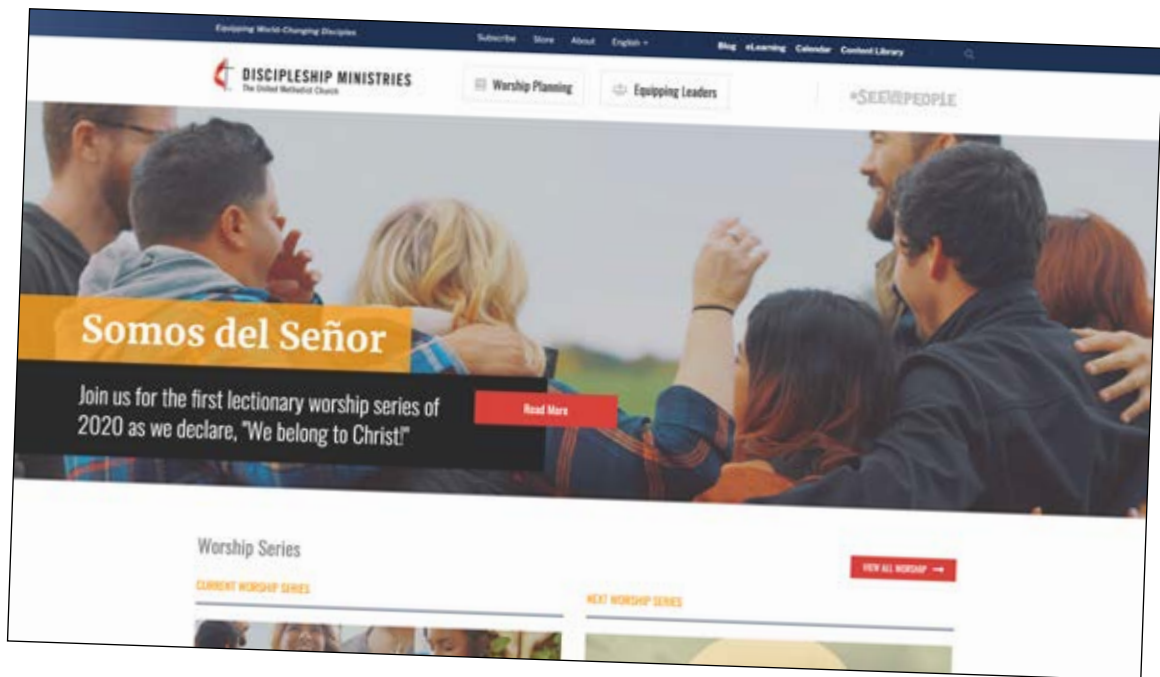 Equipping World-Changing Disciples
Subscribe Store About English
Blog eLearning Calendar Content Library
DISCIPLESHIP MINISTRIES
The United Methodist Church
Worship Planning
Equipping Leaders
#SEEALLPEOPLE
Somos del Señor
Join us for the first lectionary worship series of
2020 as we declare, "We belong to Christ!"
Read More
Worship Series
VIEW ALL WORSHIP →
CURRENT WORSHIP SERIES
NEXT WORSHIP SERIES